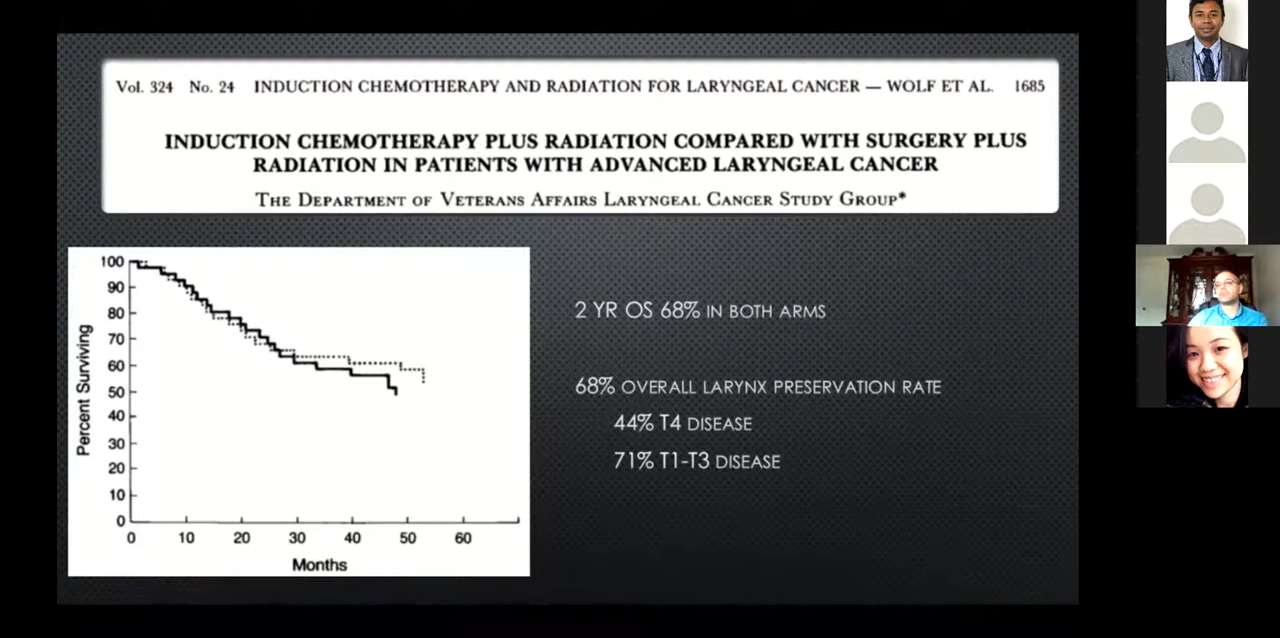 Vol. 324 No. 24 INDUCTION CHEMOTHERAPY AND RADIATION FOR LARYNGEAL CANCER — WOLF ET AL. 1685
INDUCTION CHEMOTHERAPY PLUS RADIATION COMPARED WITH SURGERY PLUS
RADIATION IN PATIENTS WITH ADVANCED LARYNGEAL CANCER
THE DEPARTMENT OF VETERANS AFFAIRS LARYNGEAL CANCER STUDY GROUP*
Percent Surviving
100
90
80
70
60
50
40
30
20
10
0
0 10 20 30 40 50 60
Months
2 YR OS 68% IN BOTH ARMS
68% OVERALL LARYNX PRESERVATION RATE
44% T4 DISEASE
71% T1-T3 DISEASE